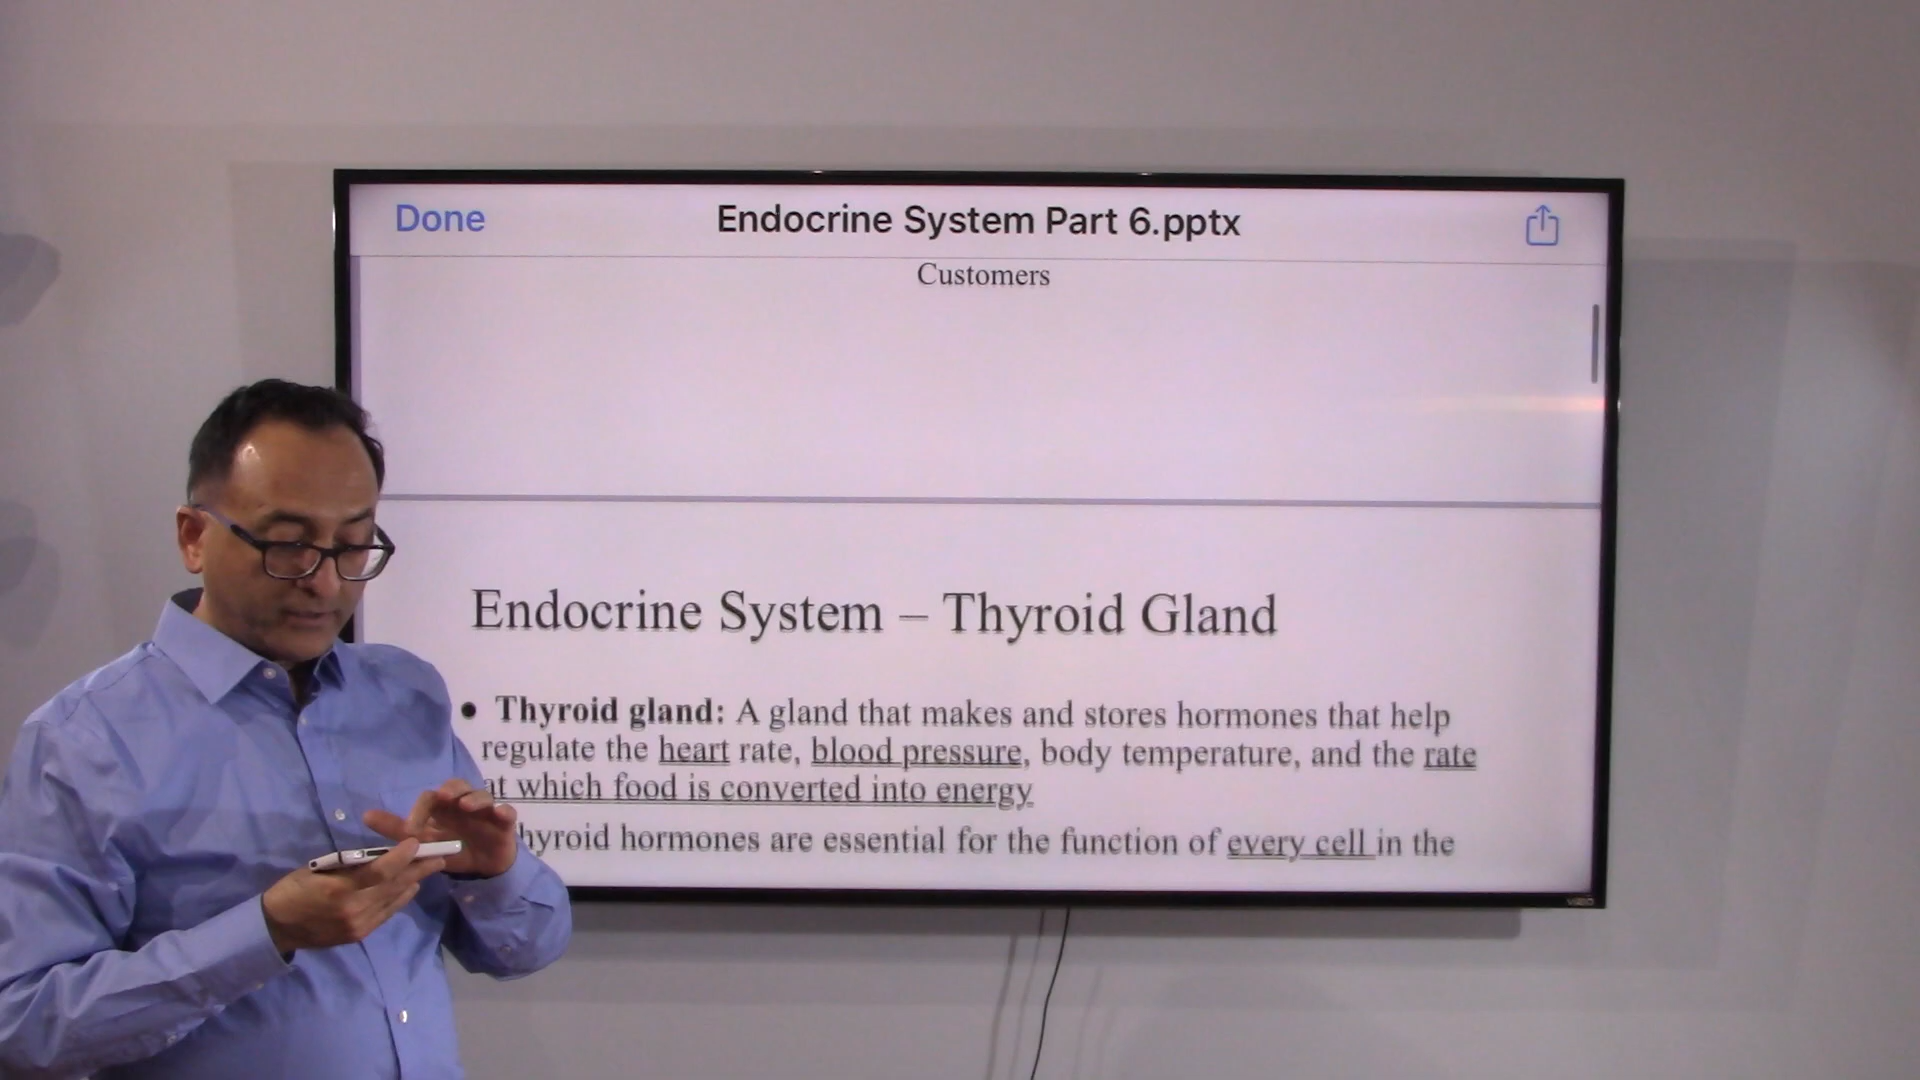 Done
Endocrine System Part 6.pptx
Customers
Endocrine System – Thyroid Gland
• Thyroid gland: A gland that makes and stores hormones that help
regulate the heart rate, blood pressure, body temperature, and the rate
at which food is converted into energy
hyroid hormones are essential for the function of every cell in the
VIZIO